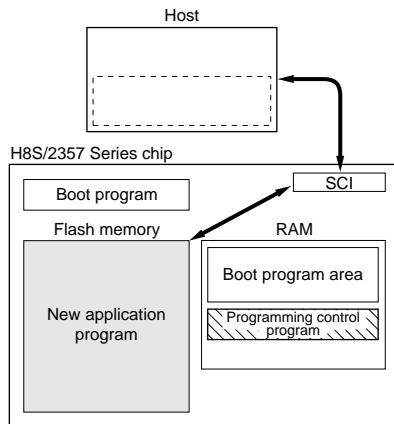 Host
H8S/2357 Series chip
SCI
Boot program
Flash memory
RAM
Boot program area
New application
program
Programming control
program